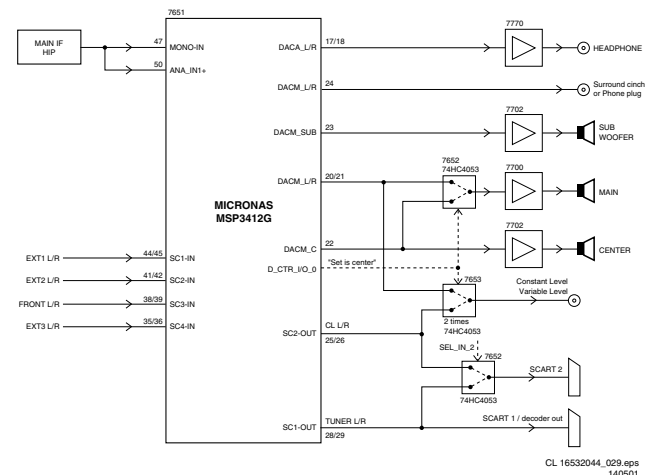 7651
7770
MAIN IF
HIP
47
MONO-IN
DACA_L/R
17/18
HEADPHONE
50
ANA_IN1+
DACM_L/R
24
Surround cinch
or Phone plug
7702
DACM_SUB
23
SUB
WOOFER
7652
74HC4053
7700
DACM_L/R
20/21
MAIN
MICRONAS
MSP3412G
7702
DACM_C
22
CENTER
EXT1 L/R
44/45
SC1-IN
D_CTR_I/O_0
"Set is center"
7653
Constant Level
Variable Level
EXT2 L/R
41/42
SC2-IN
FRONT L/R
38/39
SC3-IN
2 times
74HC4053
EXT3 L/R
35/36
SC4-IN
SC2-OUT
CL L/R
25/26
SEL_IN_2
7652
SCART 2
74HC4053
SC1-OUT
TUNER L/R
28/29
SCART 1 / decoder out
CL 16532044_029.eps
140501